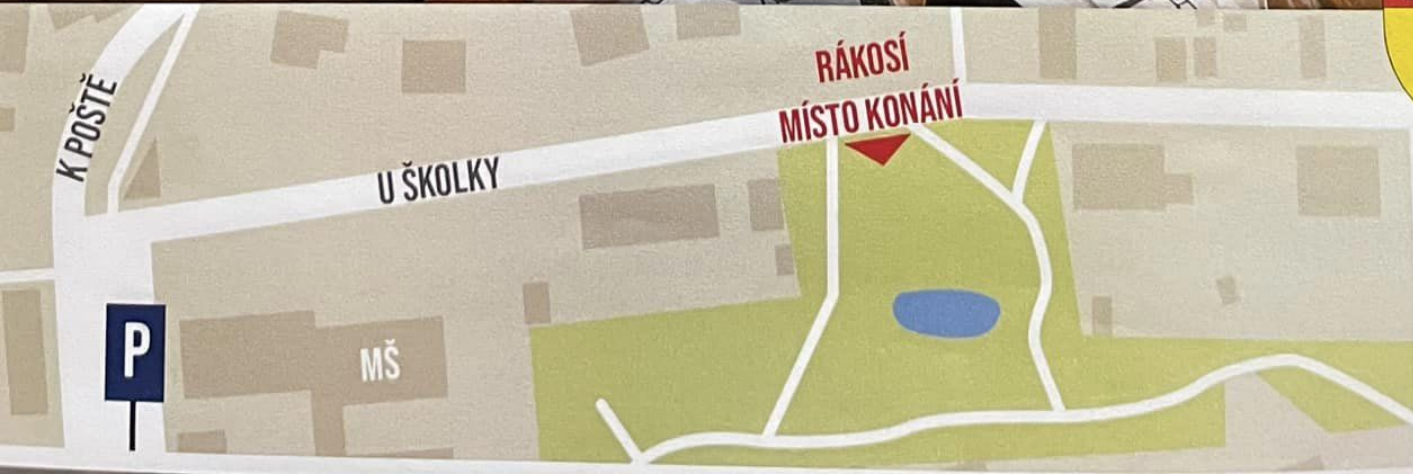 RÁKOSÍ
MÍSTO KONÁNÍ
K POŠTĚ
U ŠKOLKY
P
MŠ